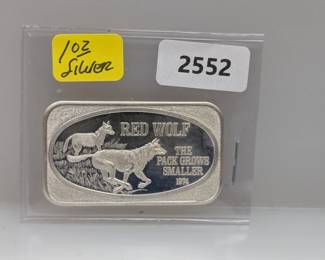 1oz
SILVER
2552
RED WOLF
THE
PACK GROWS
SMALLER
1974